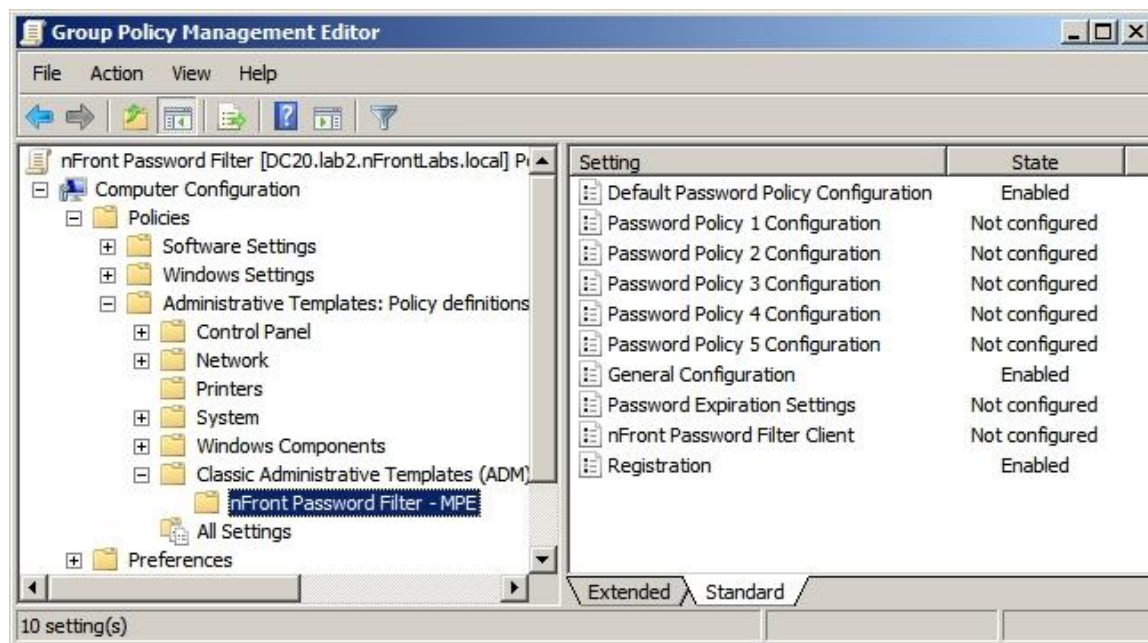 Group Policy Management Editor
File Action View Help
nFront Password Filter [DC20.lab2.nFrontLabs.local]
Computer Configuration
Policies
Software Settings
Windows Settings
Administrative Templates: Policy definitions
Control Panel
Network
Printers
System
Windows Components
Classic Administrative Templates (ADM)
nFront Password Filter - MPE
All Settings
Preferences
Setting State
Default Password Policy Configuration Enabled
Password Policy 1 Configuration Not configured
Password Policy 2 Configuration Not configured
Password Policy 3 Configuration Not configured
Password Policy 4 Configuration Not configured
Password Policy 5 Configuration Not configured
General Configuration Enabled
Password Expiration Settings Not configured
nFront Password Filter Client Not configured
Registration Enabled
Extended Standard
10 setting(s)